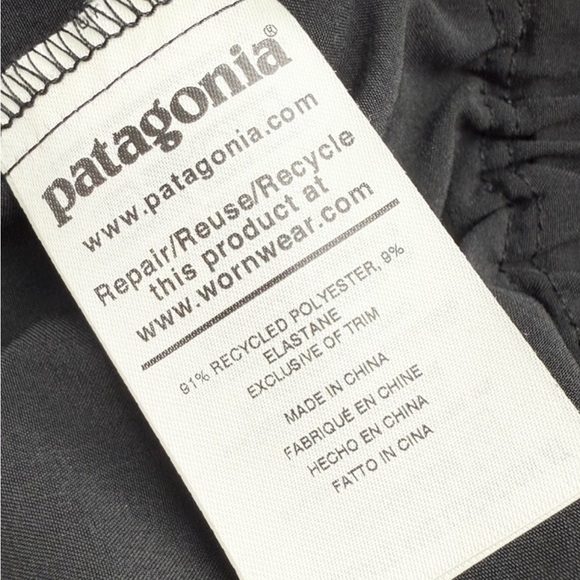 patagonia®
www.patagonia.com
Repair/Reuse/Recycle
this product at
www.wornwear.com
91% RECYCLED POLYESTER, 9%
ELASTANE
EXCLUSIVE OF TRIM
MADE IN CHINA
FABRIQUÉ EN CHINE
HECHO EN CHINA
FATTO IN CINA